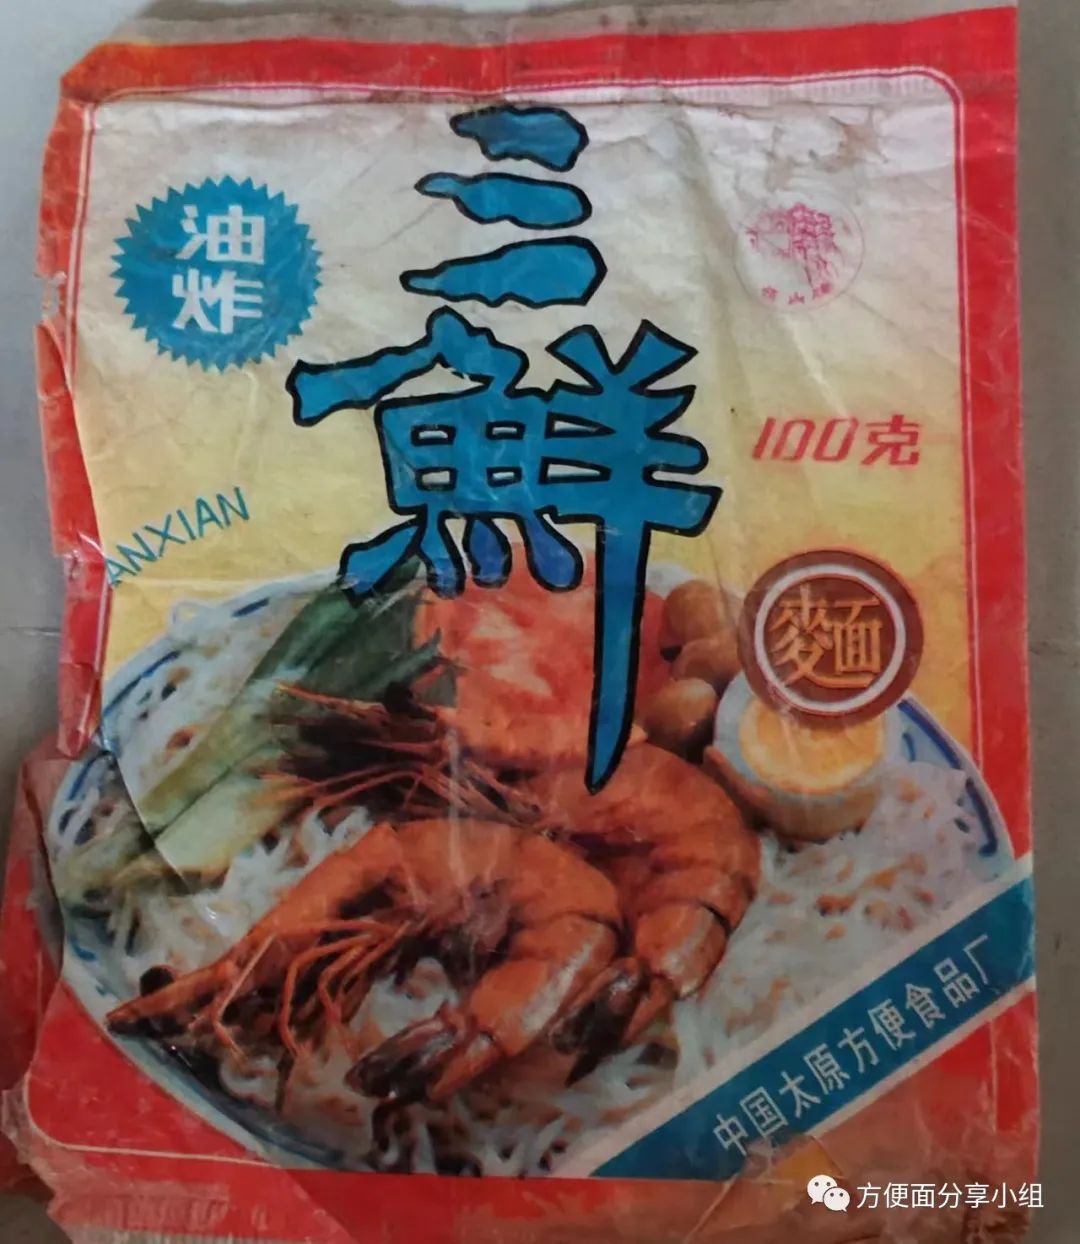 三
鮮
油
炸
100克
ANXIAN
麥面
中国太原方便食品厂
方便面分享小组